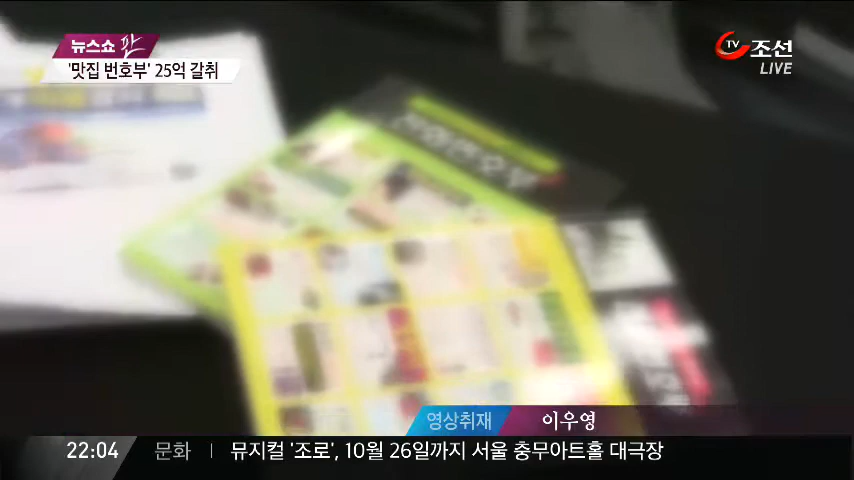 뉴스쇼 판
'맛집 번호부' 25억 갈취
TV조선
LIVE
영상취재 이우영
22:04 문화 뮤지컬 '조로', 10월 26일까지 서울 충무아트홀 대극장